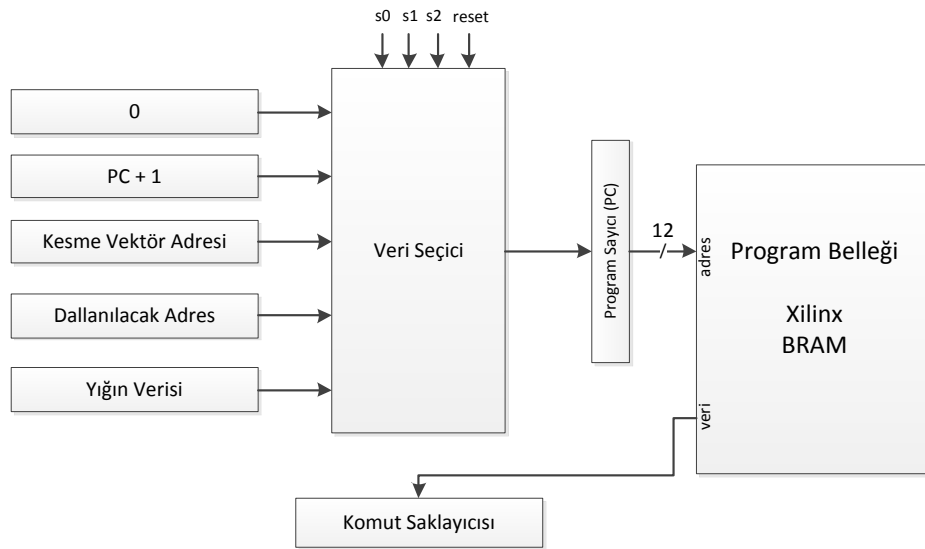 s0 s1 s2 reset
0
PC + 1
Kesme Vektör Adresi
Dallanılacak Adres
Yığın Verisi
Veri Seçici
Program Sayıcı (PC)
12
adres
Program Belleği
Xilinx
BRAM
veri
Komut Saklayıcısı